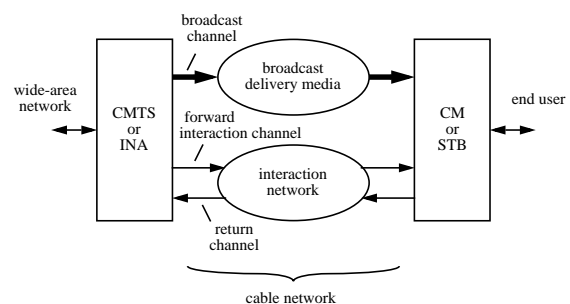 broadcast
channel
broadcast
delivery media
wide-area
network
CMTS
or
INA
CM
or
STB
end user
forward
interaction channel
interaction
network
return
channel
cable network